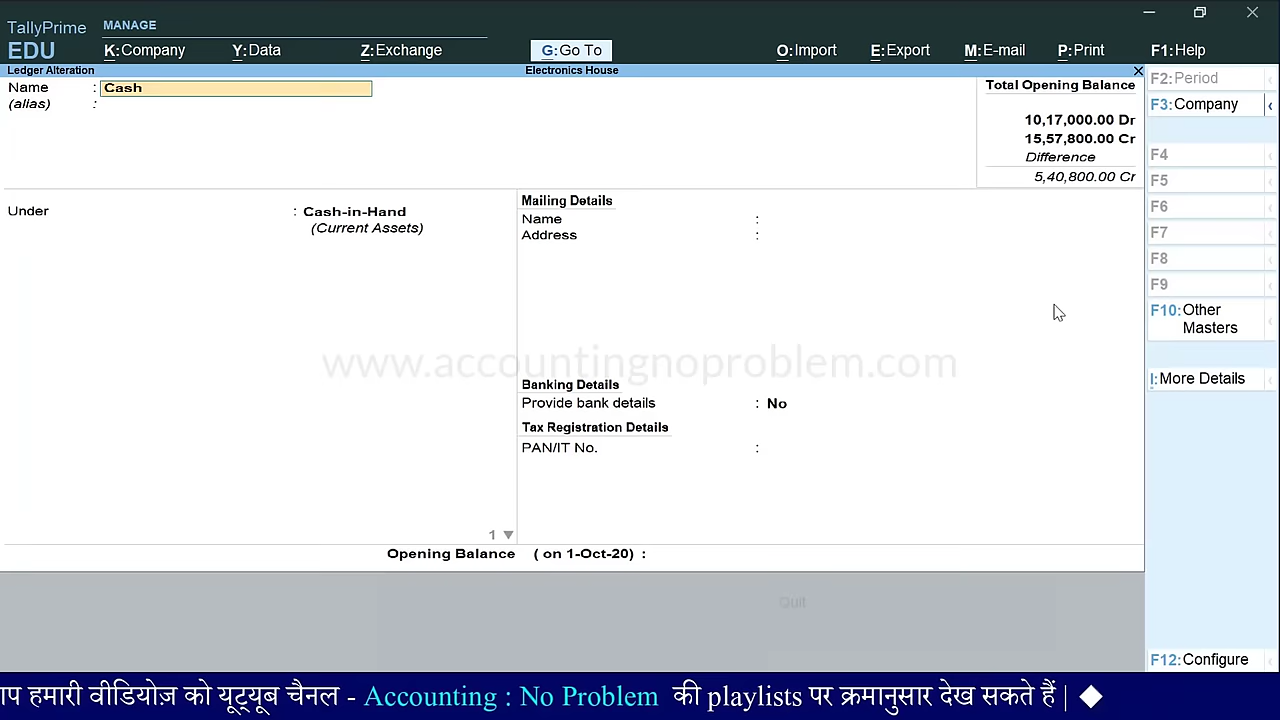 TallyPrime
EDU
MANAGE
K:Company Y:Data Z:Exchange G:Go To O:Import E:Export M:E-mail P:Print F1:Help
Ledger Alteration Electronics House
Name : Cash
(alias) :
Total Opening Balance
10,17,000.00 Dr
15,57,800.00 Cr
Difference
5,40,800.00 Cr
Under : Cash-in-Hand
(Current Assets)
Mailing Details
Name :
Address :
www.accountingnoproblem.com
Banking Details
Provide bank details : No
Tax Registration Details
PAN/IT No. :
1
Opening Balance ( on 1-Oct-20) :
Quit
F2:Period
F3:Company
F4
F5
F6
F7
F8
F9
F10:Other
Masters
I:More Details
F12:Configure
हमारी वीडियोज़ को यूट्यूब चैनल - Accounting : No Problem की playlists पर क्रमानुसार देख सकते हैं |